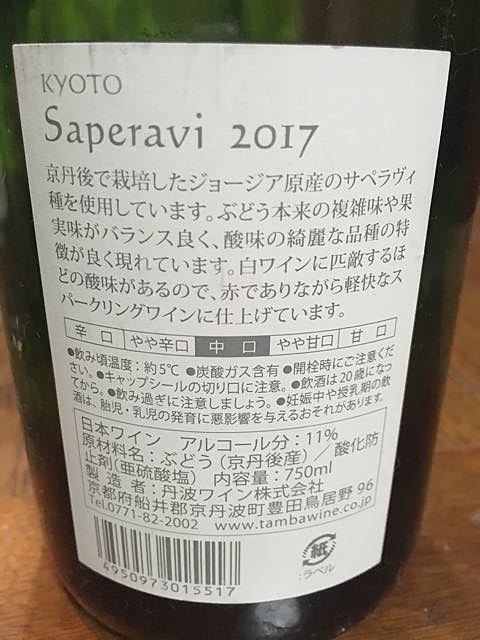 KYOTO
Saperavi 2017
京丹後で栽培したジョージア原産のサペラヴィ
種を使用しています。ぶどう本来の複雑味や果
実味がバランス良く、酸味の綺麗な品種の特
徴が良く現れています。白ワインに匹敵するほ
どの酸味があるので、赤でありながら軽快なス
パークリングワインに仕上げています。
辛口 やや辛口 中口 やや甘口 甘口
●飲み頃温度：約5℃ ●炭酸ガス含有 ●開栓時にご注意くだ
さい。●キャップシールの切り口に注意。●飲酒は20歳になっ
てから。●飲み過ぎに注意しましょう。●妊娠中や授乳期の飲
酒は、胎児・乳児の発育に悪影響を与えるおそれがあります。
日本ワイン アルコール分：11%
原材料名：ぶどう（京丹後産）／酸化防
止剤（亜硫酸塩） 内容量：750ml
製造者：丹波ワイン株式会社
京都府船井郡京丹波町豊田鳥居野96
Tel.0771-82-2002 www.tambawine.co.jp
4950973015517
紙
：ラベル